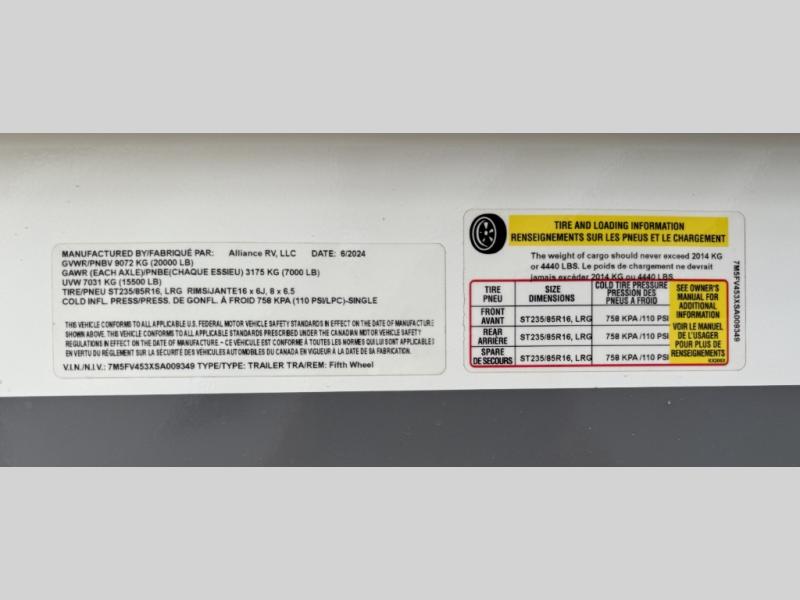 MANUFACTURED BY/FABRIQUÉ PAR: Alliance RV, LLC DATE: 6/2024
GVWR/PNBV 9072 KG (20000 LB)
GAWR (EACH AXLE)/PNBE(CHAQUE ESSIEU) 3175 KG (7000 LB)
UVW 7031 KG (15500 LB)
TIRE/PNEU ST235/85R16, LRG RIMS/JANTE16 x 6J, 8 x 6.5
COLD INFL. PRESS/PRESS. DE GONFL. À FROID 758 KPA (110 PSI/LPC)-SINGLE
THIS VEHICLE CONFORMS TO ALL APPLICABLE U.S. FEDERAL MOTOR VEHICLE SAFETY STANDARDS IN EFFECT ON THE DATE OF MANUFACTURE
SHOWN ABOVE. THIS VEHICLE CONFORMS TO ALL APPLICABLE STANDARDS PRESCRIBED UNDER THE CANADIAN MOTOR VEHICLE SAFETY REGULATIONS
IN EFFECT ON THE DATE OF MANUFACTURE. - CE VÉHICULE EST CONFORME À TOUTES LES NORMES QUI LUI SONT APPLICABLES
EN VERTU DU RÈGLEMENT SUR LA SÉCURITÉ DES VÉHICULES AUTOMOBILES DU CANADA EN VIGUEUR À LA DATE DE SA FABRICATION.
V.I.N./N.I.V.: 7M5FV453XSA009349 TYPE/TYPE: TRAILER TRA/REM: Fifth Wheel
TIRE AND LOADING INFORMATION
RENSEIGNEMENTS SUR LES PNEUS ET LE CHARGEMENT
The weight of cargo should never exceed 2014 KG
or 4440 LBS. Le poids de chargement ne devrait
jamais excéder 2014 KG ou 4440 LBS
TIRE
PNEU
SIZE
DIMENSIONS
COLD TIRE PRESSURE
PRESSION DES
PNEUS À FROID
FRONT
AVANT
ST235/85R16, LRG
758 KPA /110 PSI
REAR
ARRIÈRE
ST235/85R16, LRG
758 KPA /110 PSI
SPARE
DE SECOURS
ST235/85R16, LRG
758 KPA /110 PSI
SEE OWNER'S
MANUAL FOR
ADDITIONAL
INFORMATION
VOIR LE MANUEL
DE L'USAGER
POUR PLUS DE
RENSEIGNEMENTS
7M5FV453XSA009349